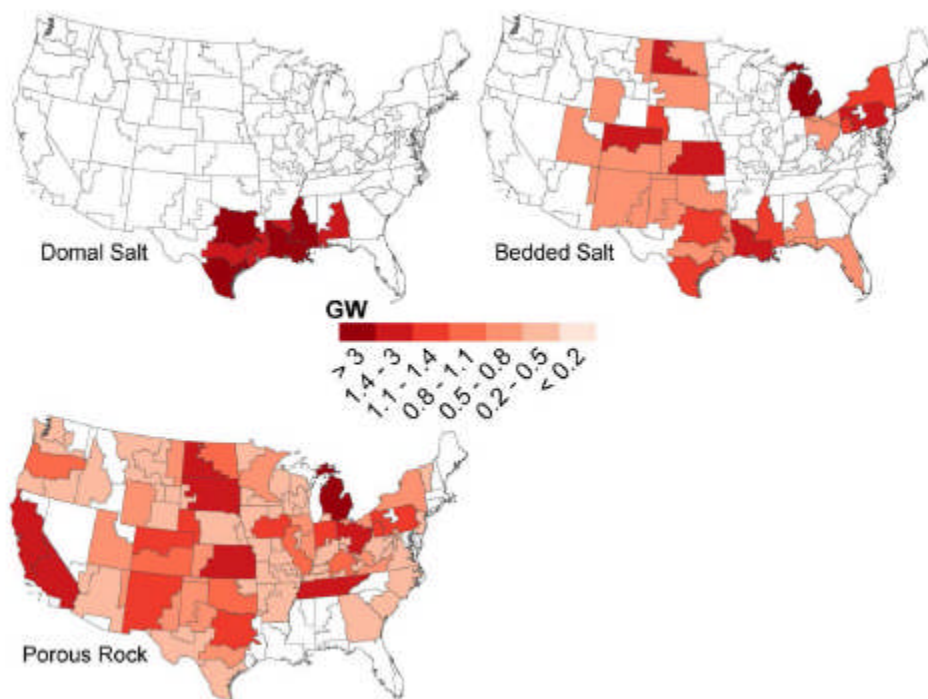 Domal Salt
Bedded Salt
GW
> 3
1.4 - 3
1.1 - 1.4
0.8 - 1.1
0.5 - 0.8
0.2 - 0.5
< 0.2
Porous Rock